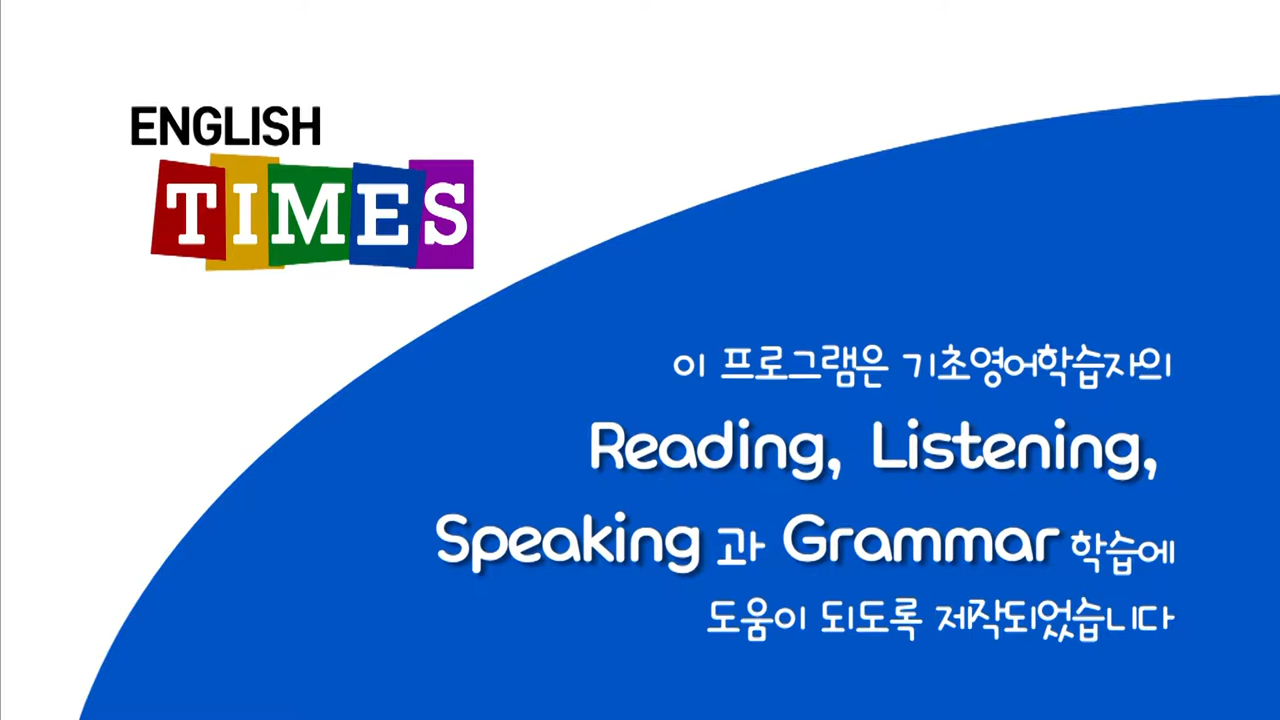 ENGLISH
TIMES
이 프로그램은 기초영어학습자의
Reading, Listening,
Speaking 과 Grammar 학습에
도움이 되도록 제작되었습니다